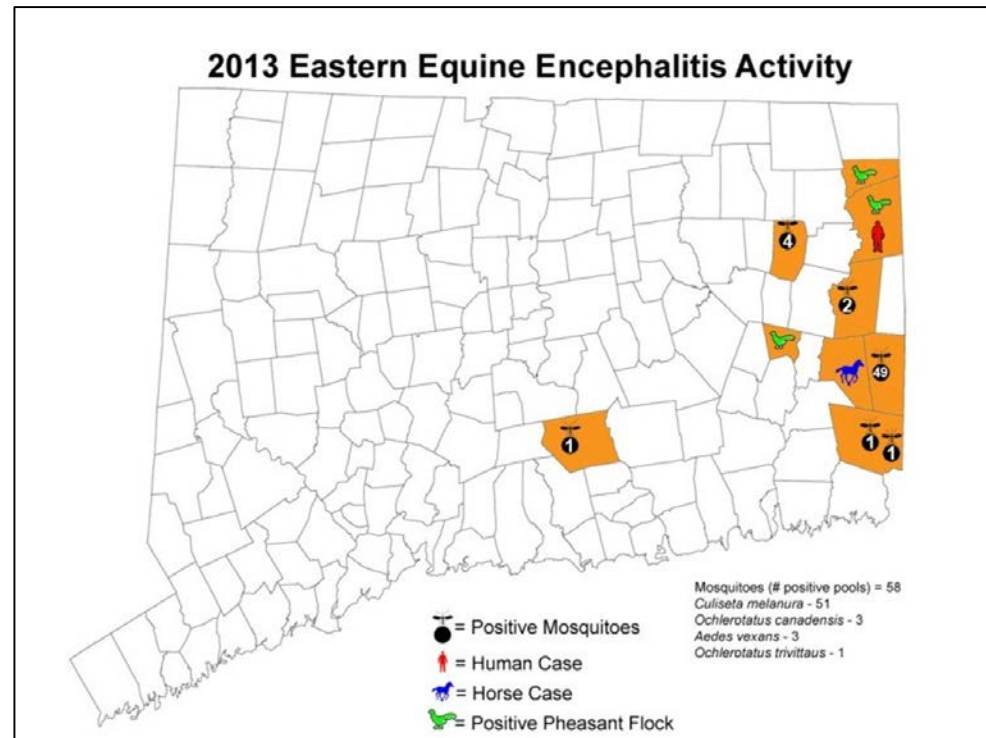 2013 Eastern Equine Encephalitis Activity
4
2
49
1
1
1
Mosquitoes (# positive pools) = 58
Culiseta melanura - 51
Ochlerotatus canadensis - 3
Aedes vexans - 3
Ochlerotatus trivittaus - 1
= Positive Mosquitoes
= Human Case
= Horse Case
= Positive Pheasant Flock